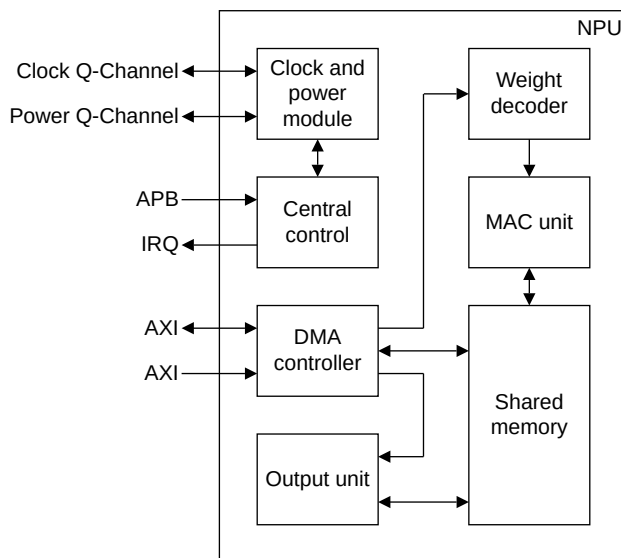 NPU
Clock Q-Channel
Power Q-Channel
Clock and
power
module
Weight
decoder
APB
IRQ
Central
control
MAC unit
AXI
AXI
DMA
controller
Shared
memory
Output unit